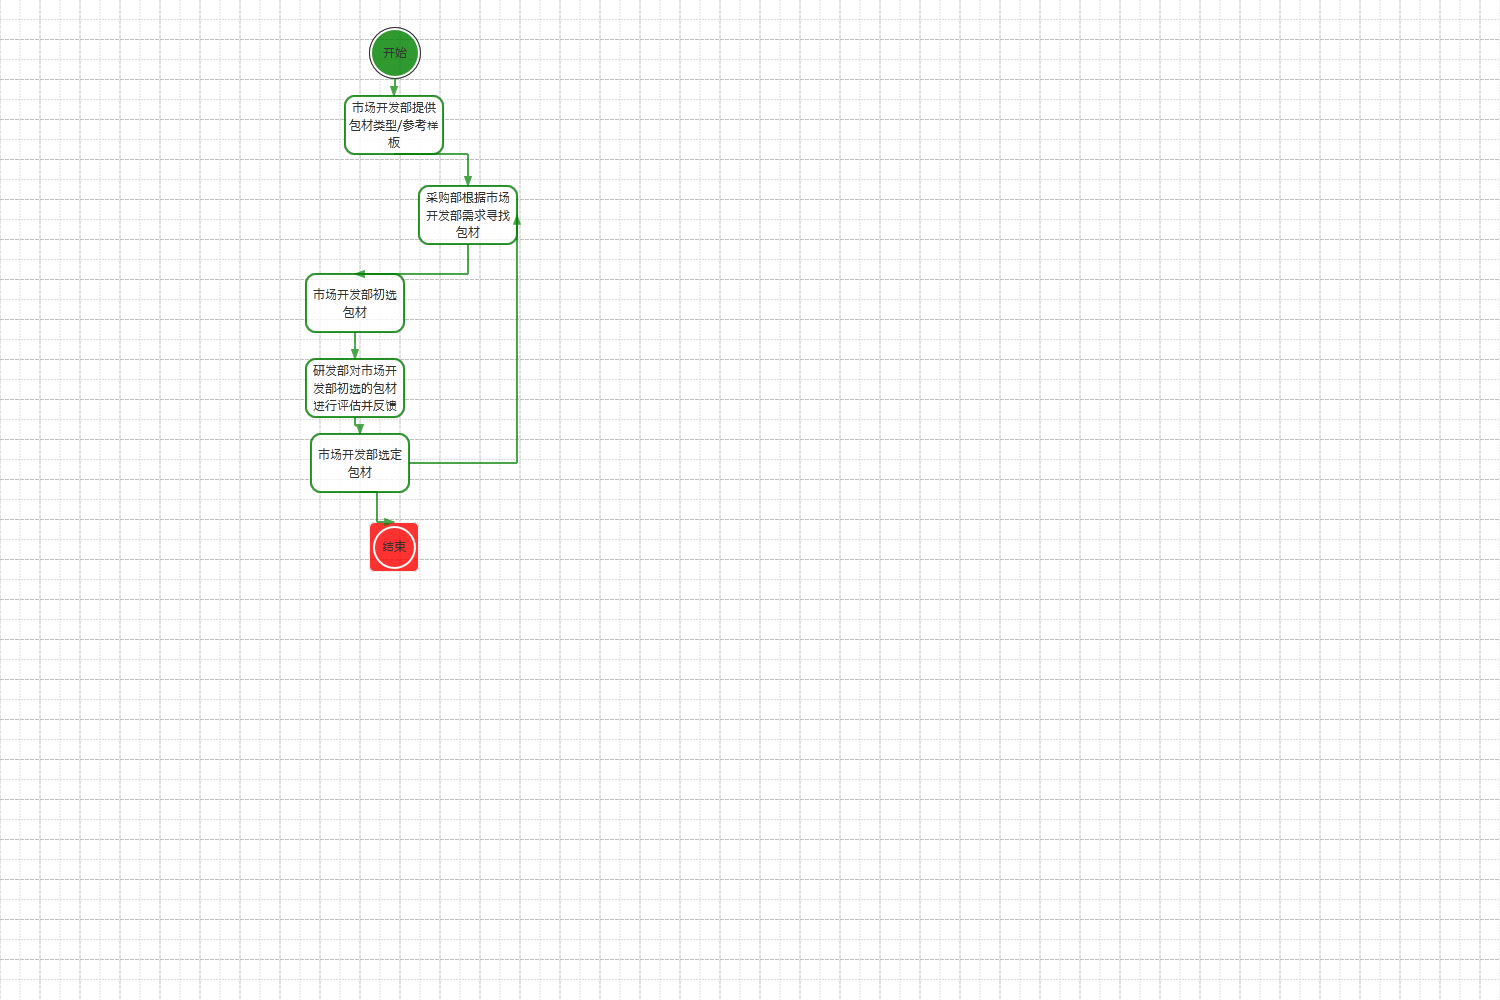 开始
市场开发部提供
包材类型/参考样
板
采购部根据市场
开发部需求寻找
包材
市场开发部初选
包材
研发部对市场开
发部初选的包材
进行评估并反馈
市场开发部选定
包材
结束